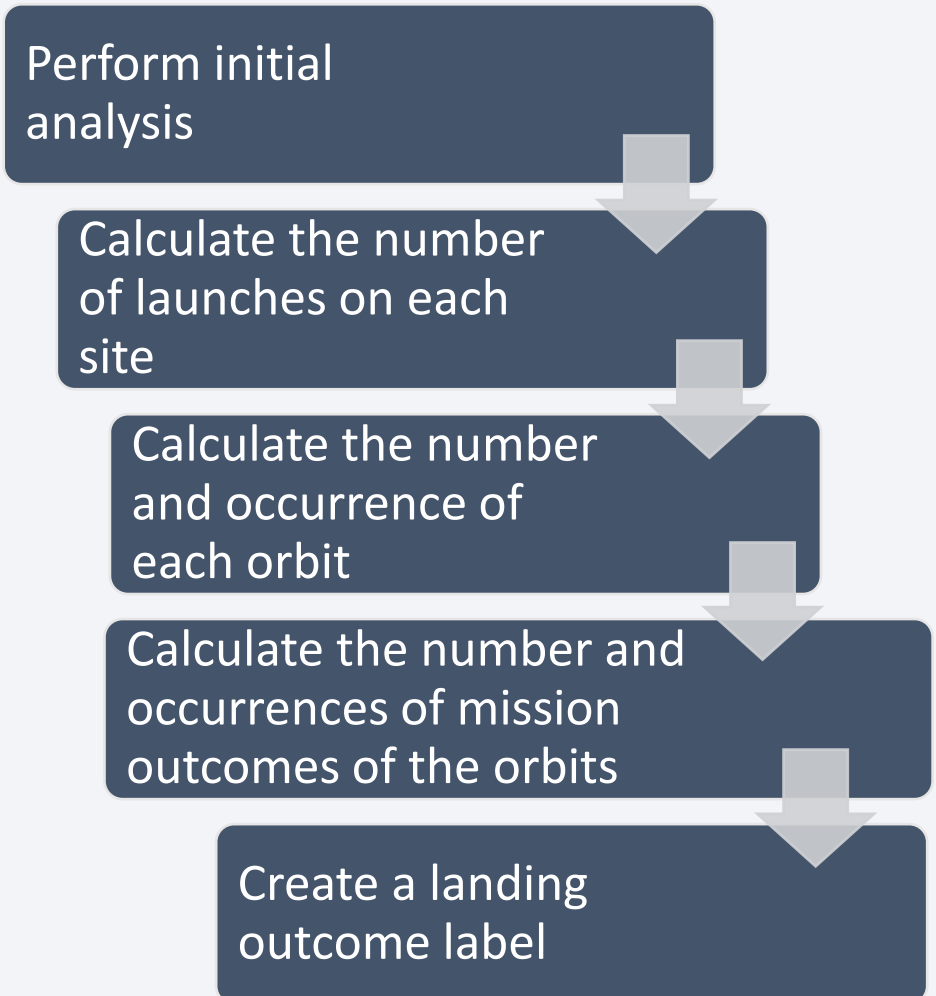 Perform initial
analysis
Calculate the number
of launches on each
site
Calculate the number
and occurrence of
each orbit
Calculate the number and
occurrences of mission
outcomes of the orbits
Create a landing
outcome label